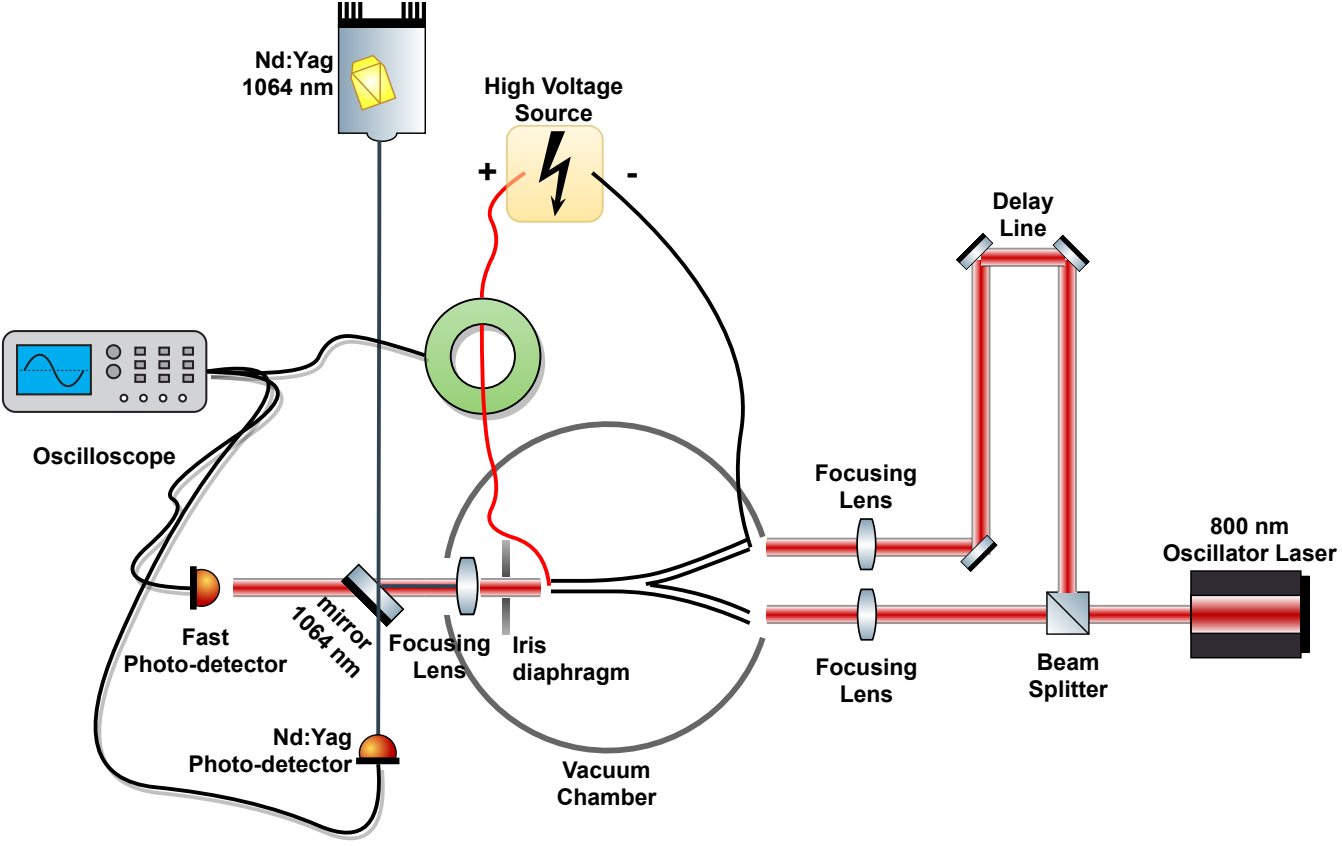 Nd:Yag
1064 nm
High Voltage
Source
+
-
Delay
Line
Oscilloscope
Focusing
Lens
800 nm
Oscillator Laser
Fast
Photo-detector
mirror
1064 nm
Focusing
Lens
Iris
diaphragm
Focusing
Lens
Beam
Splitter
Nd:Yag
Photo-detector
Vacuum
Chamber